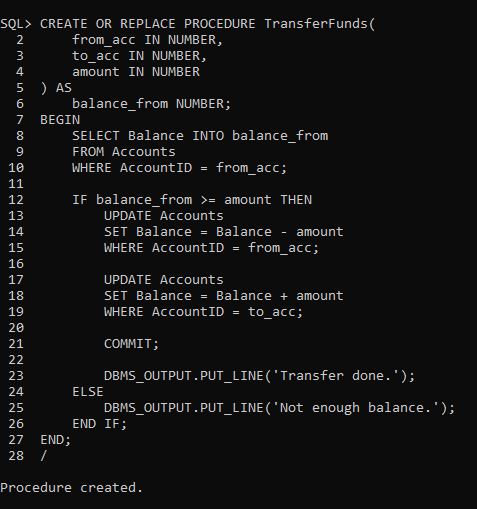 SQL> CREATE OR REPLACE PROCEDURE TransferFunds(
  2      from_acc IN NUMBER,
  3      to_acc IN NUMBER,
  4      amount IN NUMBER
  5  ) AS
  6      balance_from NUMBER;
  7  BEGIN
  8      SELECT Balance INTO balance_from
  9      FROM Accounts
 10      WHERE AccountID = from_acc;
 11
 12      IF balance_from >= amount THEN
 13          UPDATE Accounts
 14          SET Balance = Balance - amount
 15          WHERE AccountID = from_acc;
 16
 17          UPDATE Accounts
 18          SET Balance = Balance + amount
 19          WHERE AccountID = to_acc;
 20
 21          COMMIT;
 22
 23          DBMS_OUTPUT.PUT_LINE('Transfer done.');
 24      ELSE
 25          DBMS_OUTPUT.PUT_LINE('Not enough balance.');
 26      END IF;
 27  END;
 28  /
Procedure created.